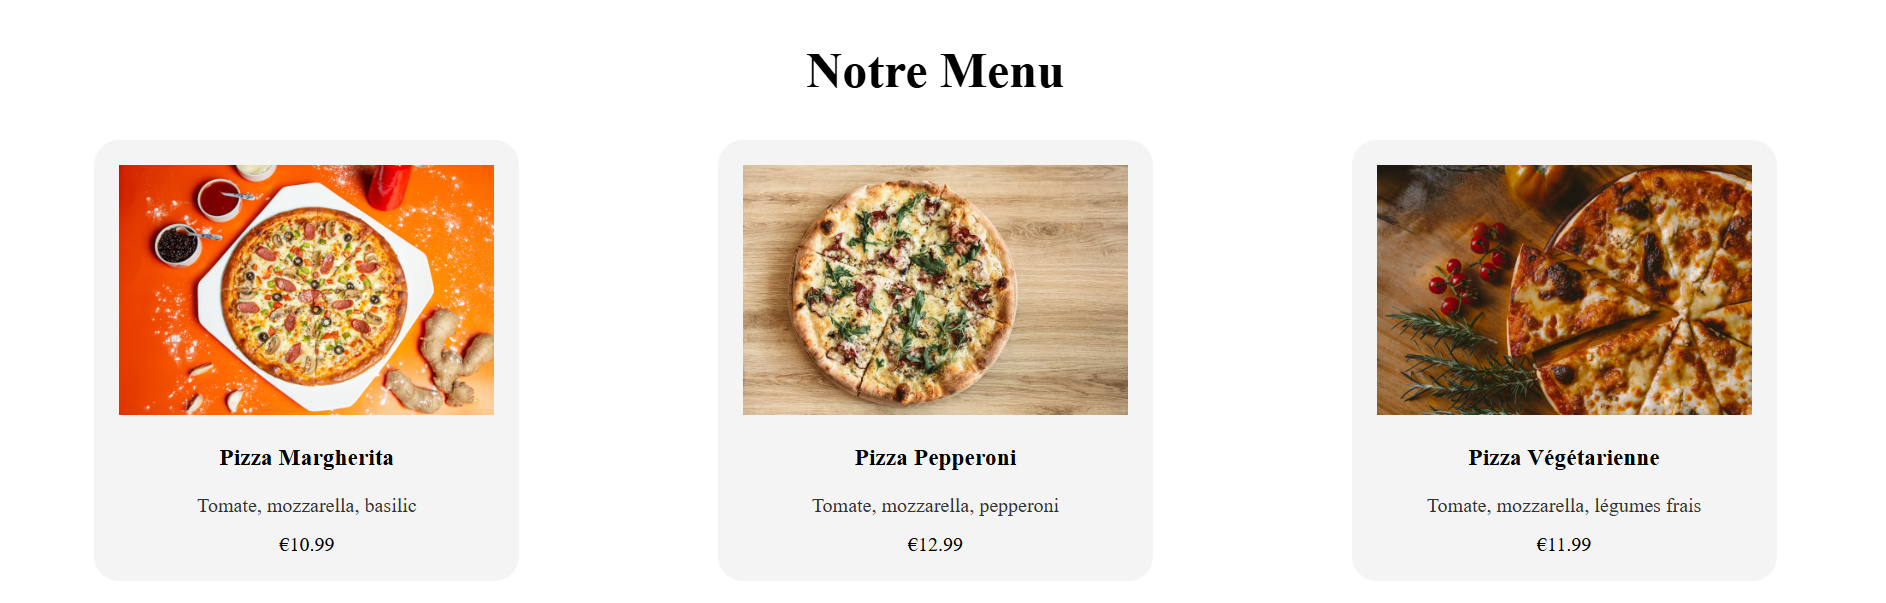 Notre Menu
Pizza Margherita
Tomate, mozzarella, basilic
€10.99
Pizza Pepperoni
Tomate, mozzarella, pepperoni
€12.99
Pizza Végétarienne
Tomate, mozzarella, légumes frais
€11.99